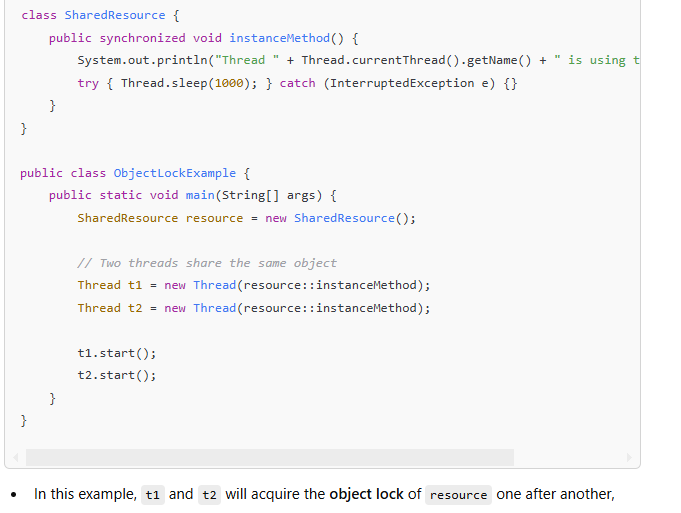 class SharedResource {
    public synchronized void instanceMethod() {
        System.out.println("Thread " + Thread.currentThread().getName() + " is using t
        try { Thread.sleep(1000); } catch (InterruptedException e) {}
    }
}

public class ObjectLockExample {
    public static void main(String[] args) {
        SharedResource resource = new SharedResource();

        // Two threads share the same object
        Thread t1 = new Thread(resource::instanceMethod);
        Thread t2 = new Thread(resource::instanceMethod);

        t1.start();
        t2.start();
    }
}
• In this example, t1 and t2 will acquire the object lock of resource one after another,